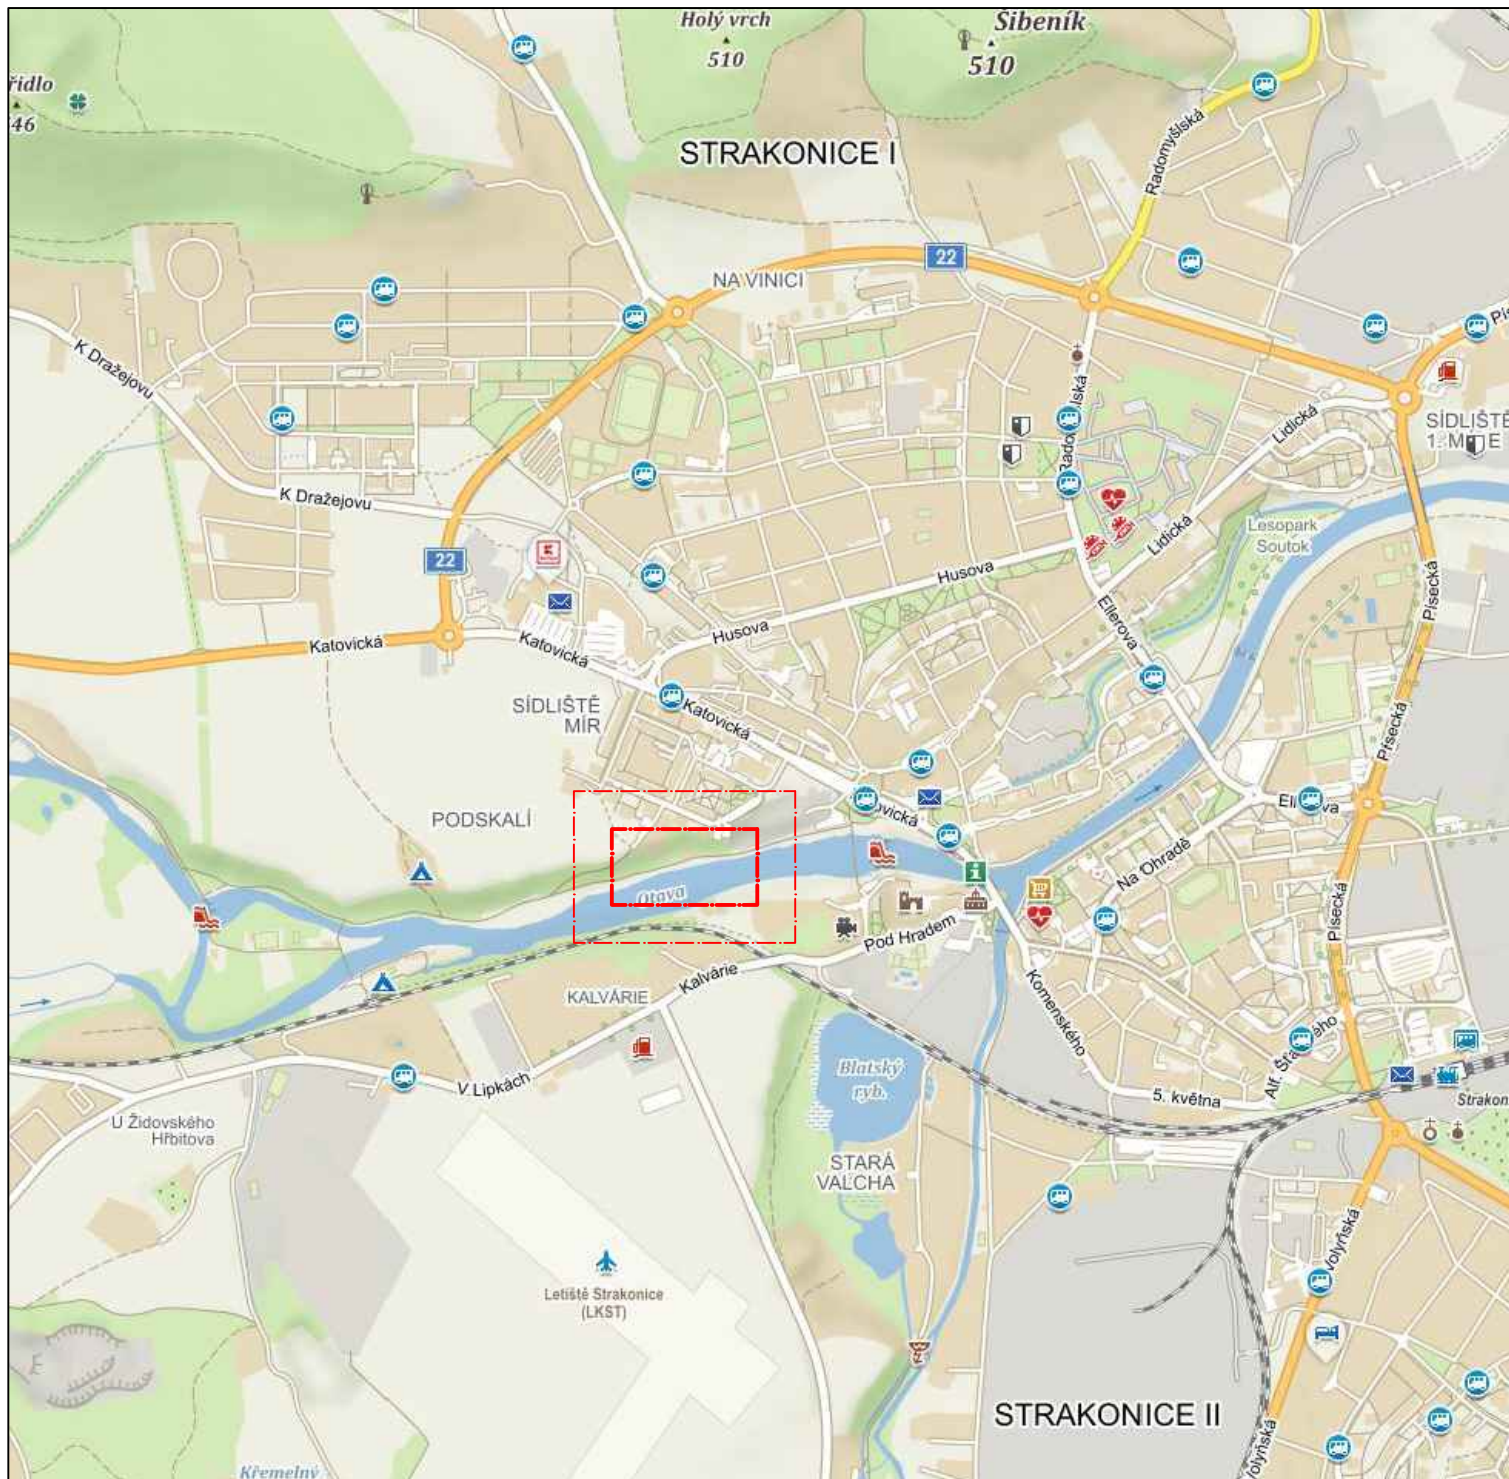 Holý vrch
510
Šibeník
510
46
STRAKONICE I
Radomyšlská
22
NA VINICI
K Dražejovu
Lidická
SÍDLIŠTĚ
K Dražejovu
22
Lidická
Lesopark
Soutok
Husova
Ellerova
Písecká
Husova
Katovická
Katovická
SÍDLIŠTĚ
MÍR
Katovická
Písecká
PODSKALÍ
Na Ohradě
Otava
Písecká
Pod Hradem
Kalvárie
KALVÁRIE
Komenského
V Lipkách
Blatský
ryb.
5. května
U Židovského
Hřbitova
STARÁ
VALCHA
Volyňská
Letiště Strakonice
(LKST)
STRAKONICE II
Volyňská
Křemelný